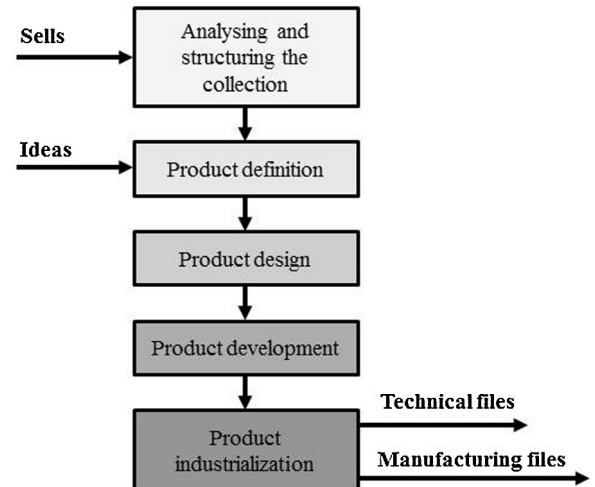 Sells
Analysing and
structuring the
collection
Ideas
Product definition
Product design
Product development
Product
industrialization
Technical files
Manufacturing files